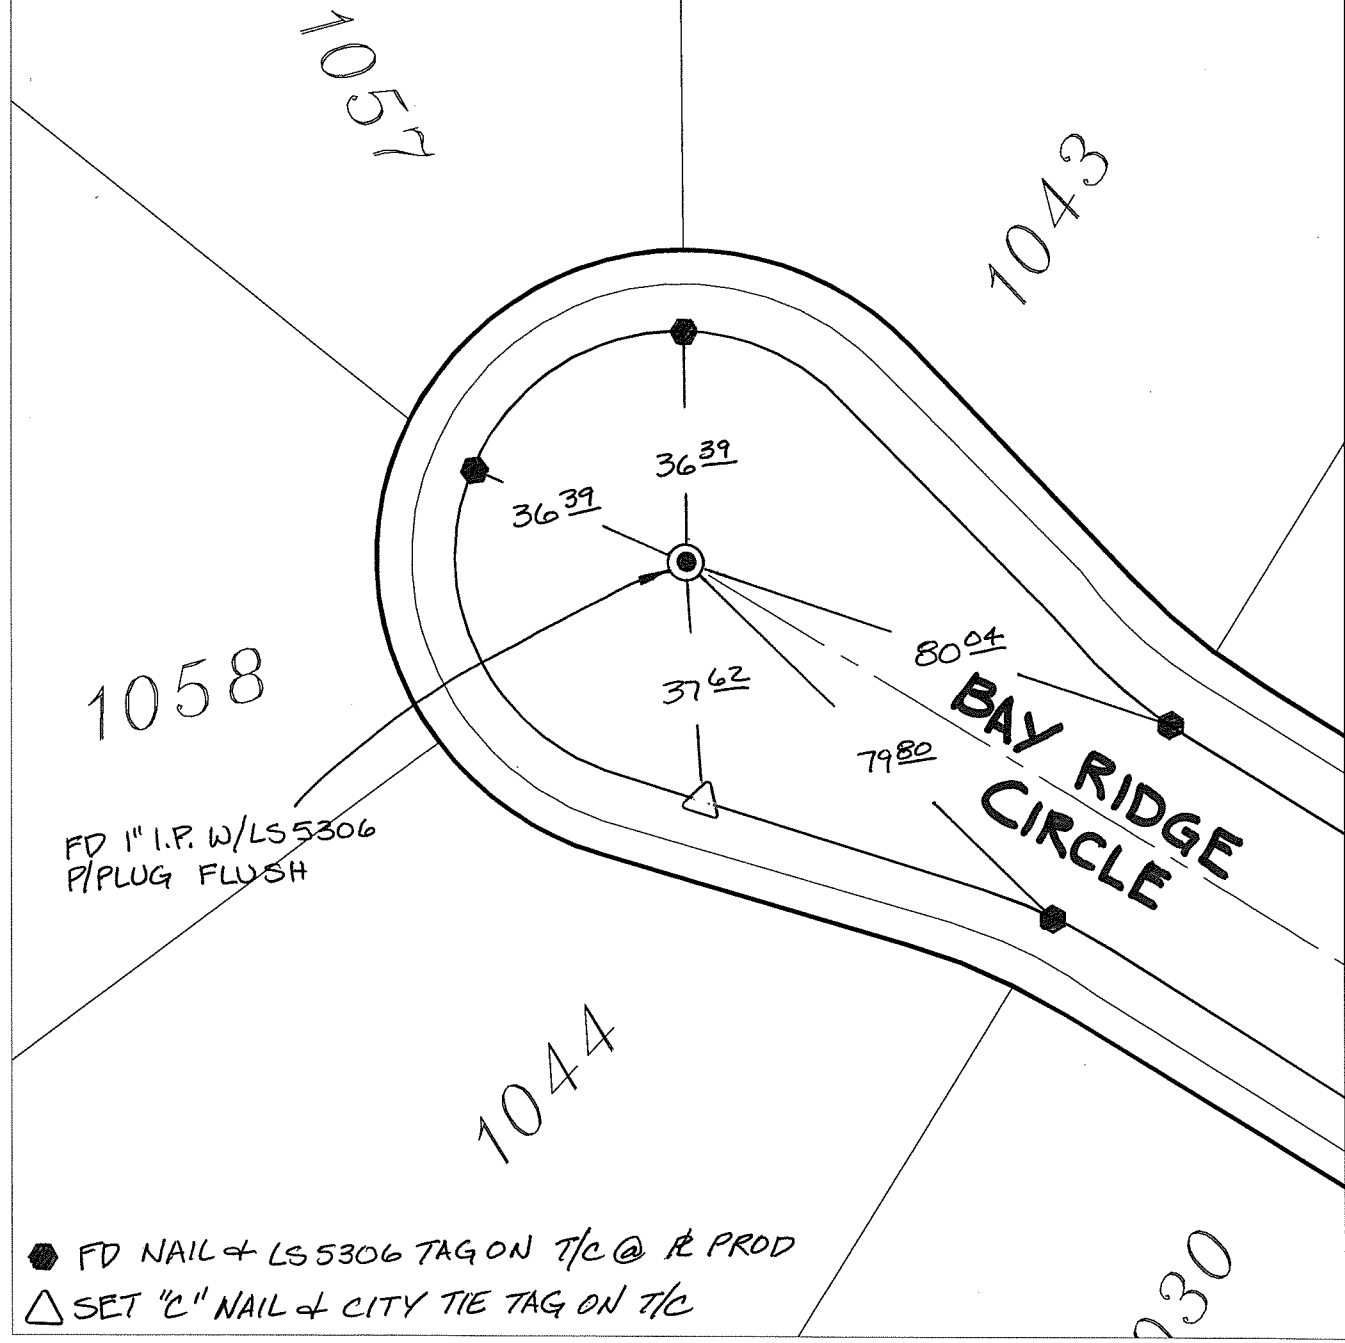 1057
1043
36 39
36 39
80 04
37 62
1058
79 80
BAY RIDGE
CIRCLE
FD 1" I.P. W/LS 5306
P/PLUG FLUSH
1044
FD NAIL & LS 5306 TAG ON T/C @ PL PROD
SET "C" NAIL & CITY TIE TAG ON T/C
030